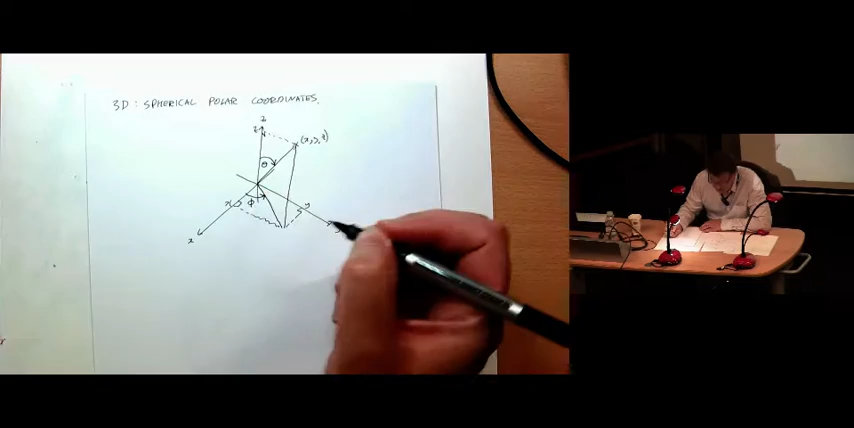 3D: SPHERICAL POLAR COORDINATES.
z
z
(x, y, z)
θ
x
φ
y
x